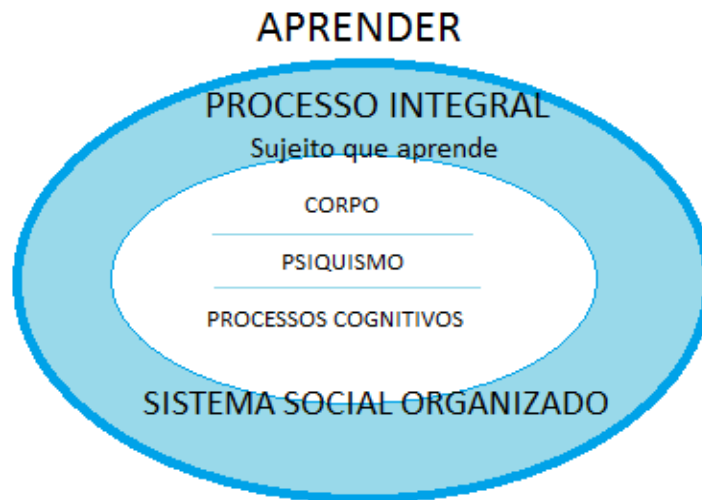 APRENDER
PROCESSO INTEGRAL
Sujeito que aprende
CORPO
PSIQUISMO
PROCESSOS COGNITIVOS
SISTEMA SOCIAL ORGANIZADO